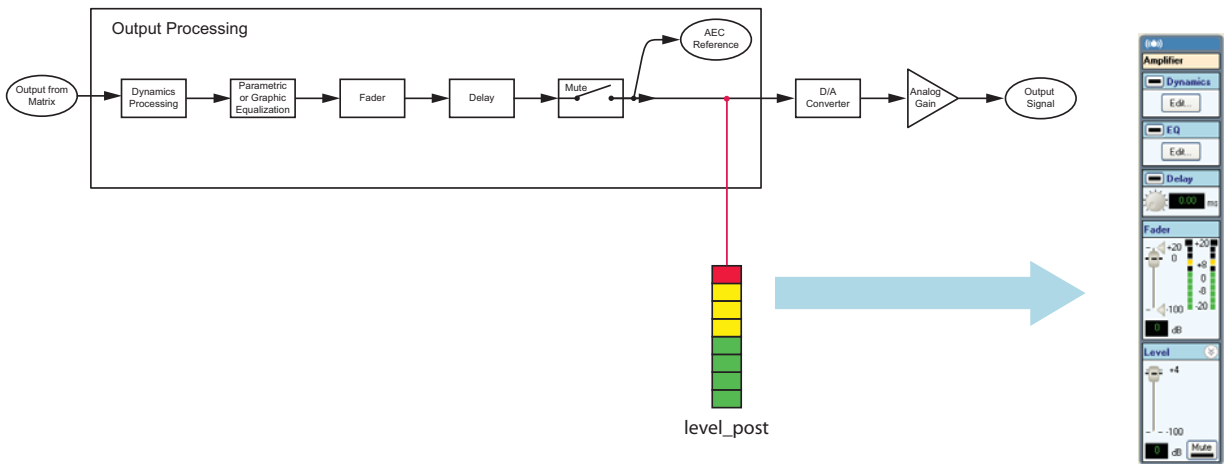 Output Processing
AEC
Reference
Output from
Matrix
Dynamics
Processing
Parametric
or Graphic
Equalization
Fader
Delay
Mute
D/A
Converter
Analog
Gain
Output
Signal
level_post
Amplifier
Dynamics
Edit...
EQ
Edit...
Delay
0.00 ms
Fader
+20 +20
0
+8
0
-8
-100 -20
0 dB
Level
+4
-100
0 dB Mute